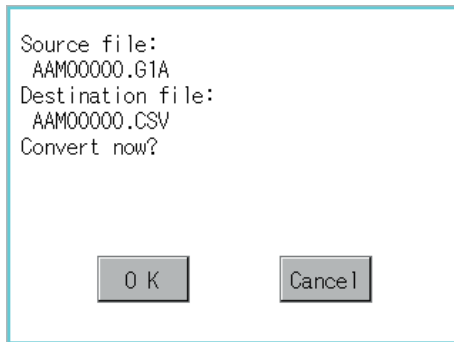 Source file:
AAM00000.G1A
Destination file:
AAM00000.CSV
Convert now?
O K
Cancel